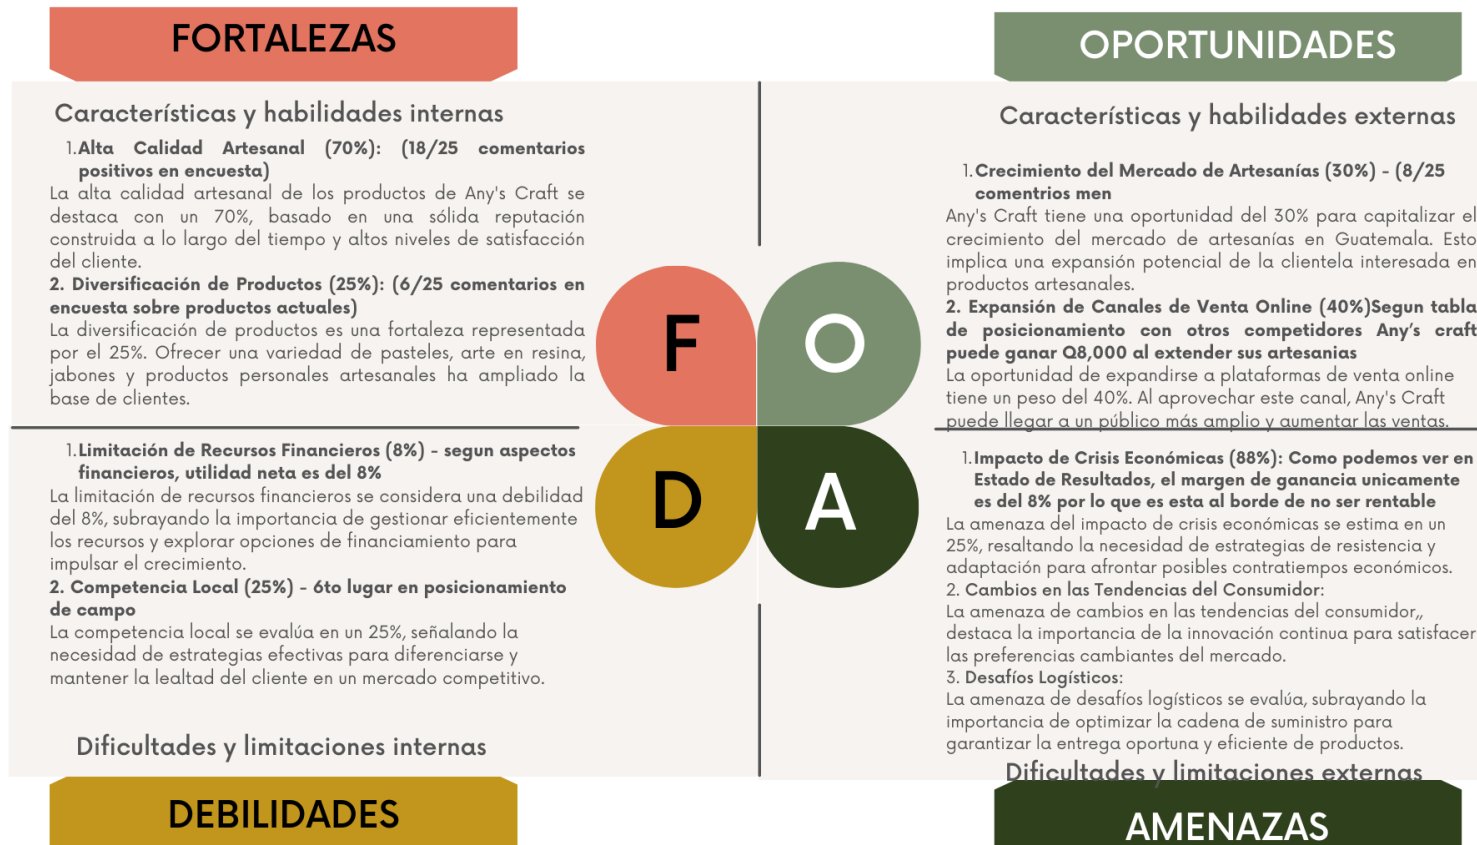 FORTALEZAS
Características y habilidades internas
1. Alta Calidad Artesanal (70%): (18/25 comentarios
positivos en encuesta)
La alta calidad artesanal de los productos de Any's Craft se
destaca con un 70%, basado en una sólida reputación
construida a lo largo del tiempo y altos niveles de satisfacción
del cliente.
2. Diversificación de Productos (25%): (6/25 comentarios en
encuesta sobre productos actuales)
La diversificación de productos es una fortaleza representada
por el 25%. Ofrecer una variedad de pasteles, arte en resina,
jabones y productos personales artesanales ha ampliado la
base de clientes.
OPORTUNIDADES
Características y habilidades externas
1. Crecimiento del Mercado de Artesanías (30%) - (8/25
comentrios men
Any's Craft tiene una oportunidad del 30% para capitalizar el
crecimiento del mercado de artesanías en Guatemala. Esto
implica una expansión potencial de la clientela interesada en
productos artesanales.
2. Expansión de Canales de Venta Online (40%)Segun tabla
de posicionamiento con otros competidores Any's craft
puede ganar Q8,000 al extender sus artesanias
La oportunidad de expandirse a plataformas de venta online
tiene un peso del 40%. Al aprovechar este canal, Any's Craft
puede llegar a un público más amplio y aumentar las ventas.
F
O
D
A
1. Limitación de Recursos Financieros (8%) - segun aspectos
financieros, utilidad neta es del 8%
La limitación de recursos financieros se considera una debilidad
del 8%, subrayando la importancia de gestionar eficientemente
los recursos y explorar opciones de financiamiento para
impulsar el crecimiento.
2. Competencia Local (25%) - 6to lugar en posicionamiento
de campo
La competencia local se evalúa en un 25%, señalando la
necesidad de estrategias efectivas para diferenciarse y
mantener la lealtad del cliente en un mercado competitivo.
Dificultades y limitaciones internas
DEBILIDADES
1. Impacto de Crisis Económicas (88%): Como podemos ver en
Estado de Resultados, el margen de ganancia unicamente
es del 8% por lo que es esta al borde de no ser rentable
La amenaza del impacto de crisis económicas se estima en un
25%, resaltando la necesidad de estrategias de resistencia y
adaptación para afrontar posibles contratiempos económicos.
2. Cambios en las Tendencias del Consumidor:
La amenaza de cambios en las tendencias del consumidor,,
destaca la importancia de la innovación continua para satisfacer
las preferencias cambiantes del mercado.
3. Desafíos Logísticos:
La amenaza de desafíos logísticos se evalúa, subrayando la
importancia de optimizar la cadena de suministro para
garantizar la entrega oportuna y eficiente de productos.
Dificultades y limitaciones externas
AMENAZAS